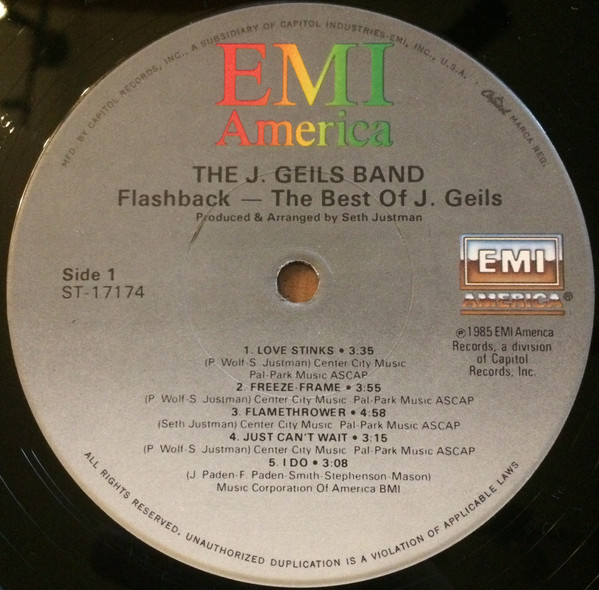 MFD. BY CAPITOL RECORDS, INC., A SUBSIDIARY OF CAPITOL INDUSTRIES-EMI, INC., U.S.A. · Capitol MARCA REG.
EMI
America
THE J. GEILS BAND
Flashback — The Best Of J. Geils
Produced & Arranged by Seth Justman
Side 1
ST-17174
EMI
AMERICA®
℗1985 EMI America
Records, a division
of Capitol
Records, Inc.
1. LOVE STINKS • 3:35
(P. Wolf-S. Justman) Center City Music
Pal-Park Music ASCAP
2. FREEZE-FRAME • 3:55
(P. Wolf-S. Justman) Center City Music Pal-Park Music ASCAP
3. FLAMETHROWER • 4:58
(Seth Justman) Center City Music Pal-Park Music ASCAP
4. JUST CAN'T WAIT • 3:15
(P. Wolf-S. Justman) Center City Music Pal-Park Music ASCAP
5. I DO • 3:08
(J. Paden-F. Paden-Smith-Stephenson-Mason)
Music Corporation Of America BMI
ALL RIGHTS RESERVED. UNAUTHORIZED DUPLICATION IS A VIOLATION OF APPLICABLE LAWS